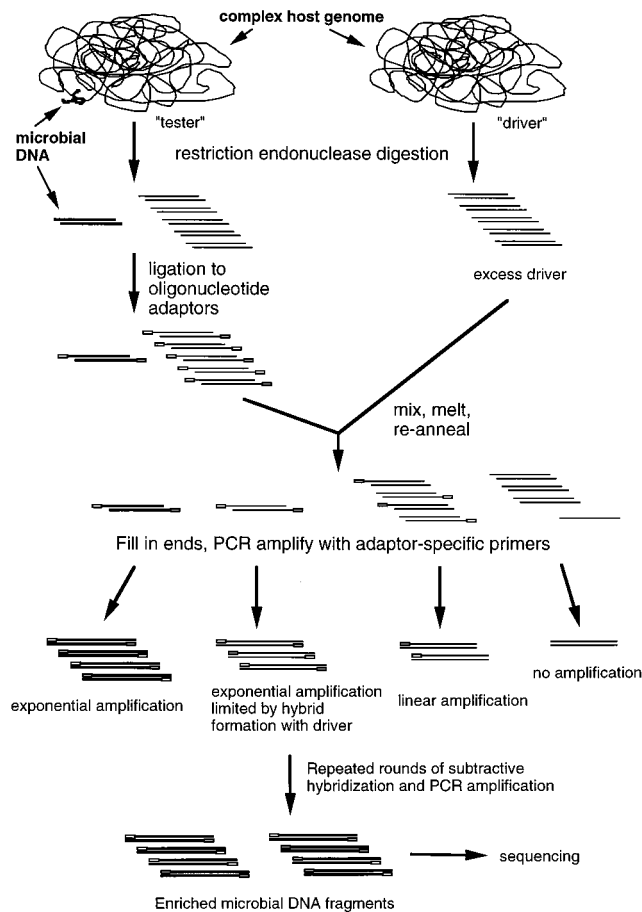 complex host genome
"tester"
"driver"
microbial
DNA
restriction endonuclease digestion
ligation to
oligonucleotide
adaptors
excess driver
mix, melt,
re-anneal
Fill in ends, PCR amplify with adaptor-specific primers
exponential amplification
exponential amplification
limited by hybrid
formation with driver
linear amplification
no amplification
Repeated rounds of subtractive
hybridization and PCR amplification
sequencing
Enriched microbial DNA fragments